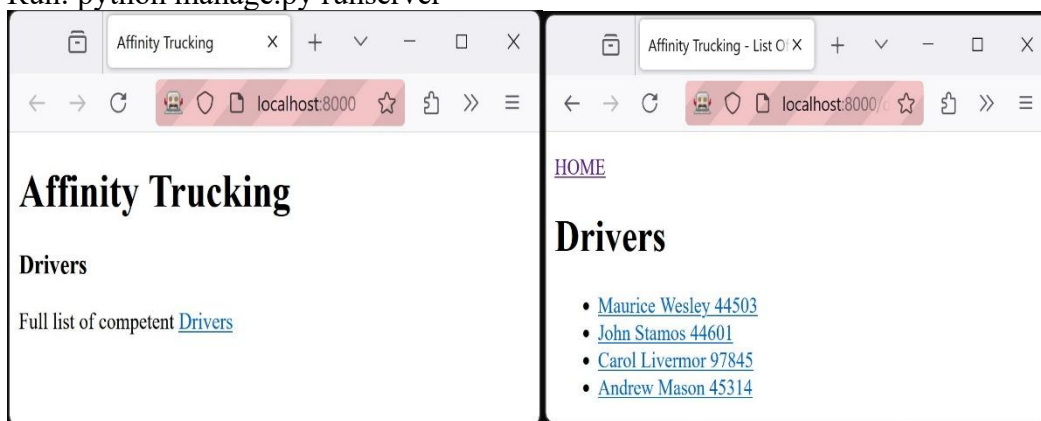 Run: python manage.py runserver
Affinity Trucking
localhost:8000
Affinity Trucking
Drivers
Full list of competent Drivers
Affinity Trucking - List Of
localhost:8000/
HOME
Drivers
Maurice Wesley 44503
John Stamos 44601
Carol Livermor 97845
Andrew Mason 45314